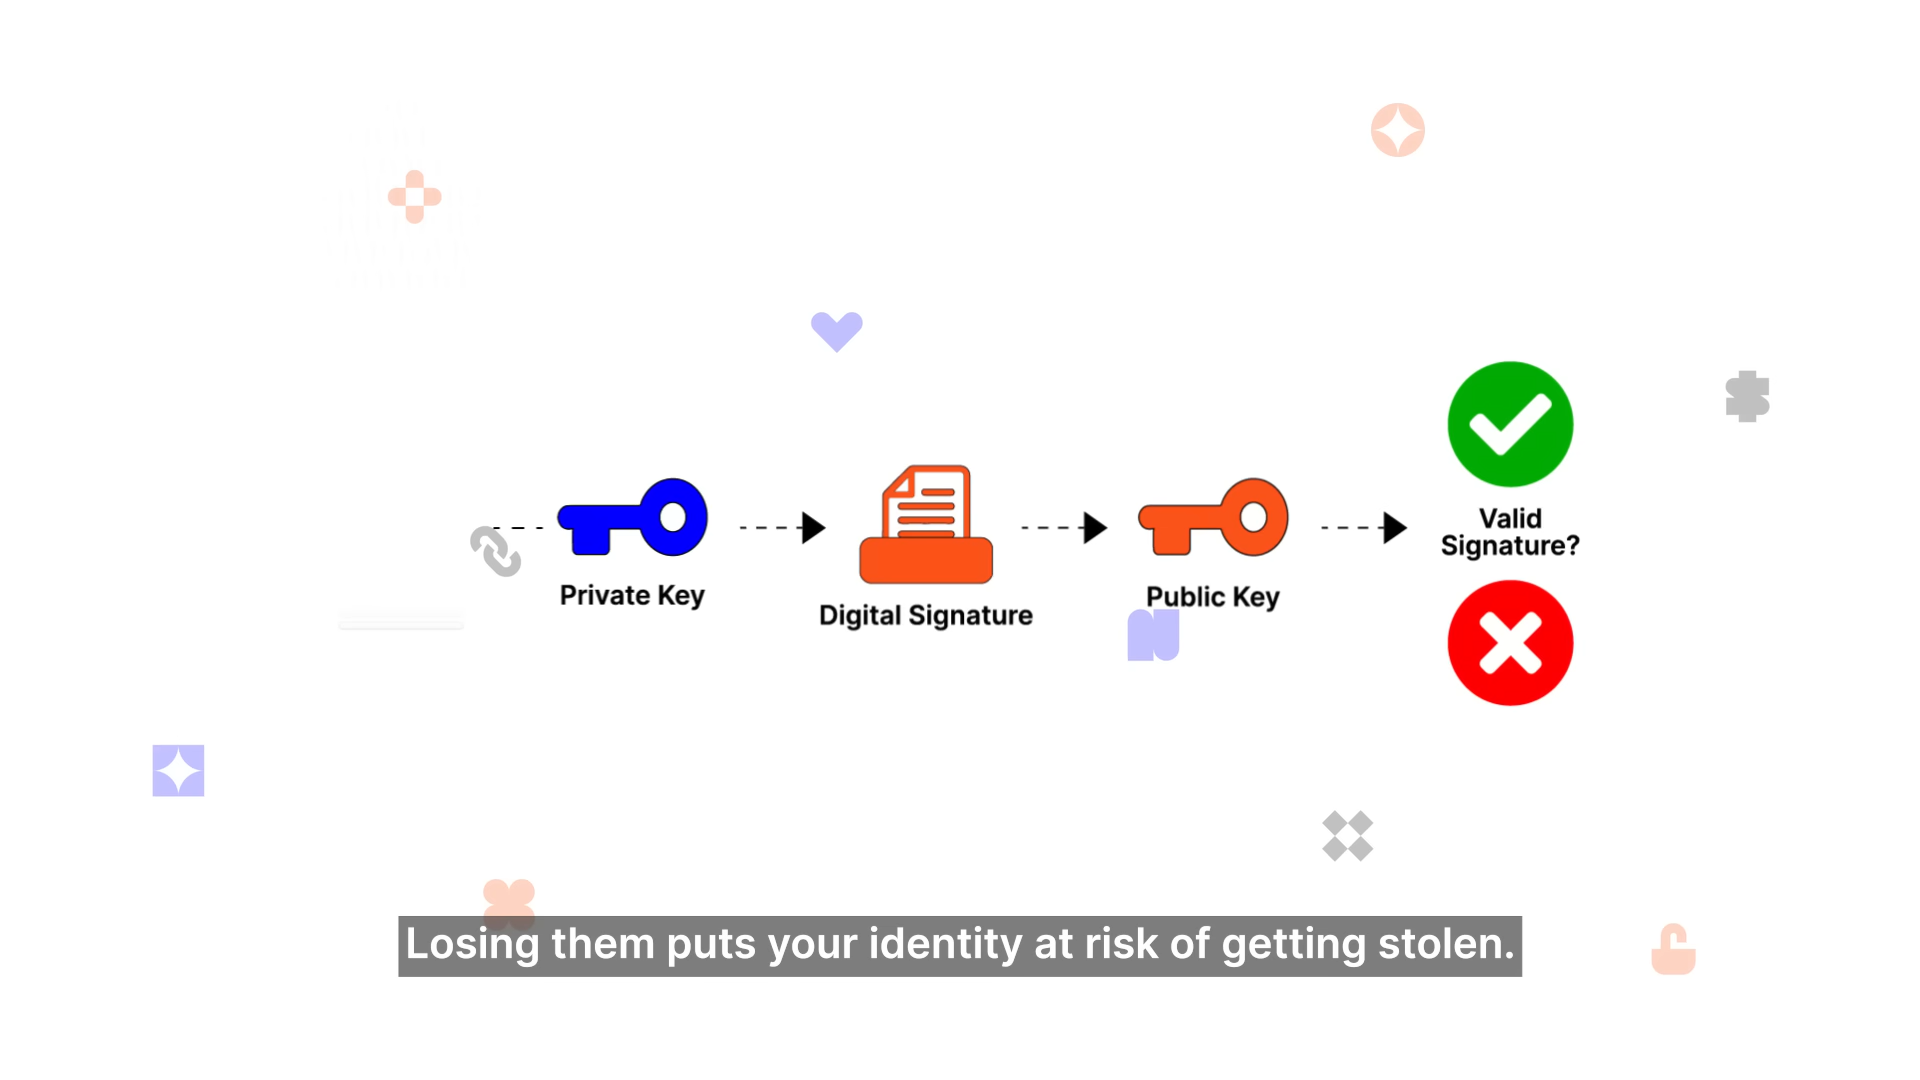 Valid
Signature?
Private Key
Digital Signature
Public Key
Losing them puts your identity at risk of getting stolen.